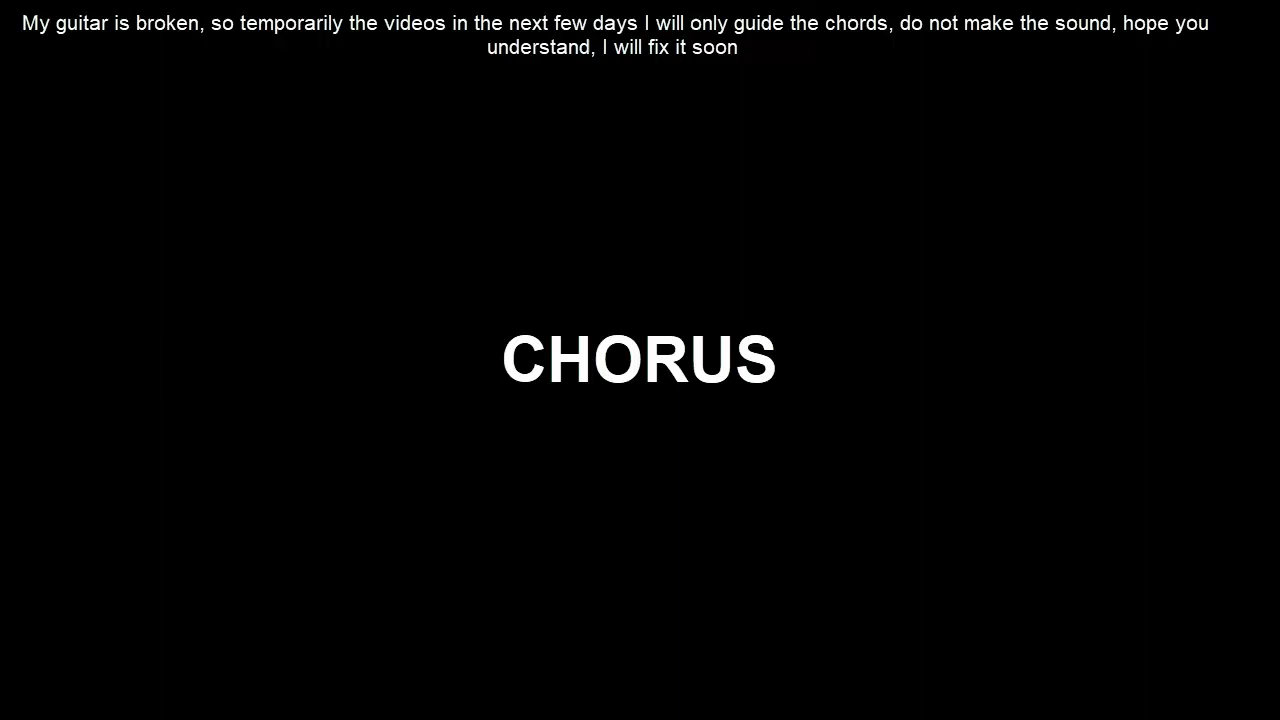 My guitar is broken, so temporarily the videos in the next few days I will only guide the chords, do not make the sound, hope you
understand, I will fix it soon
CHORUS